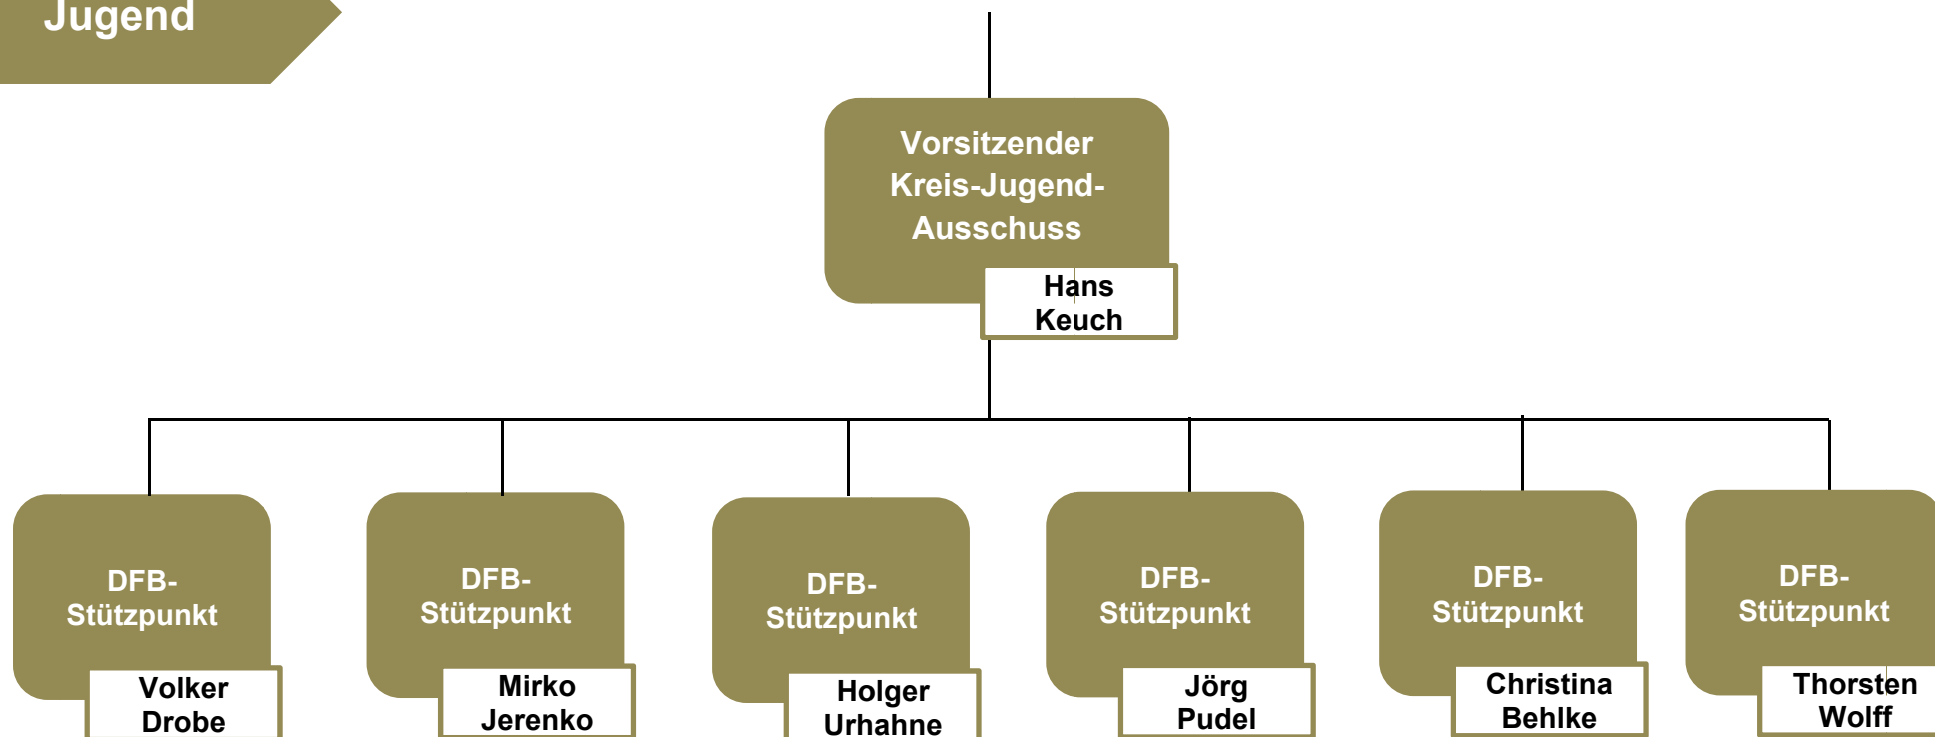 Jugend
Vorsitzender
Kreis-Jugend-
Ausschuss
Hans
Keuch
DFB-
Stützpunkt
Volker
Drobe
DFB-
Stützpunkt
Mirko
Jerenko
DFB-
Stützpunkt
Holger
Urhahne
DFB-
Stützpunkt
Jörg
Pudel
DFB-
Stützpunkt
Christina
Behlke
DFB-
Stützpunkt
Thorsten
Wolff